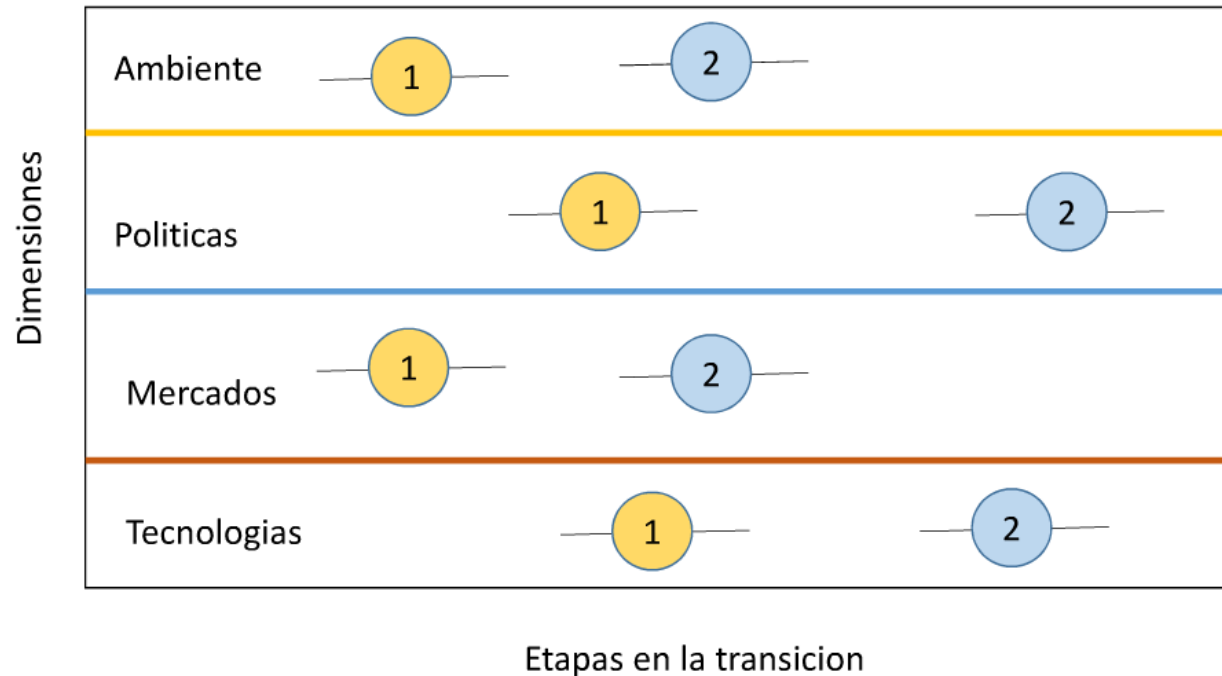 Dimensiones
Ambiente
1
2
Politicas
1
2
Mercados
1
2
Tecnologias
1
2
Etapas en la transicion